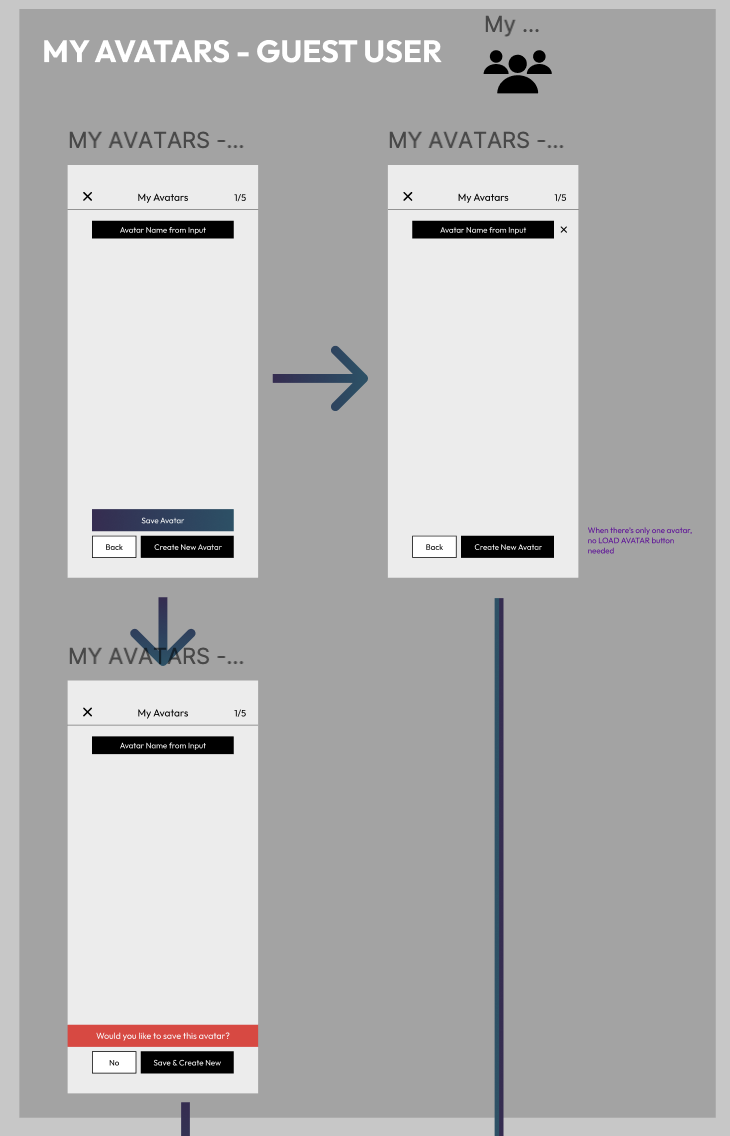 My ...
MY AVATARS - GUEST USER
MY AVATARS -...
MY AVATARS -...
My Avatars
1/5
Avatar Name from Input
My Avatars
1/5
Avatar Name from Input
Save Avatar
Back
Create New Avatar
Back
Create New Avatar
When there's only one avatar,
no LOAD AVATAR button
needed
MY AVATARS -...
My Avatars
1/5
Avatar Name from Input
Would you like to save this avatar?
No
Save & Create New